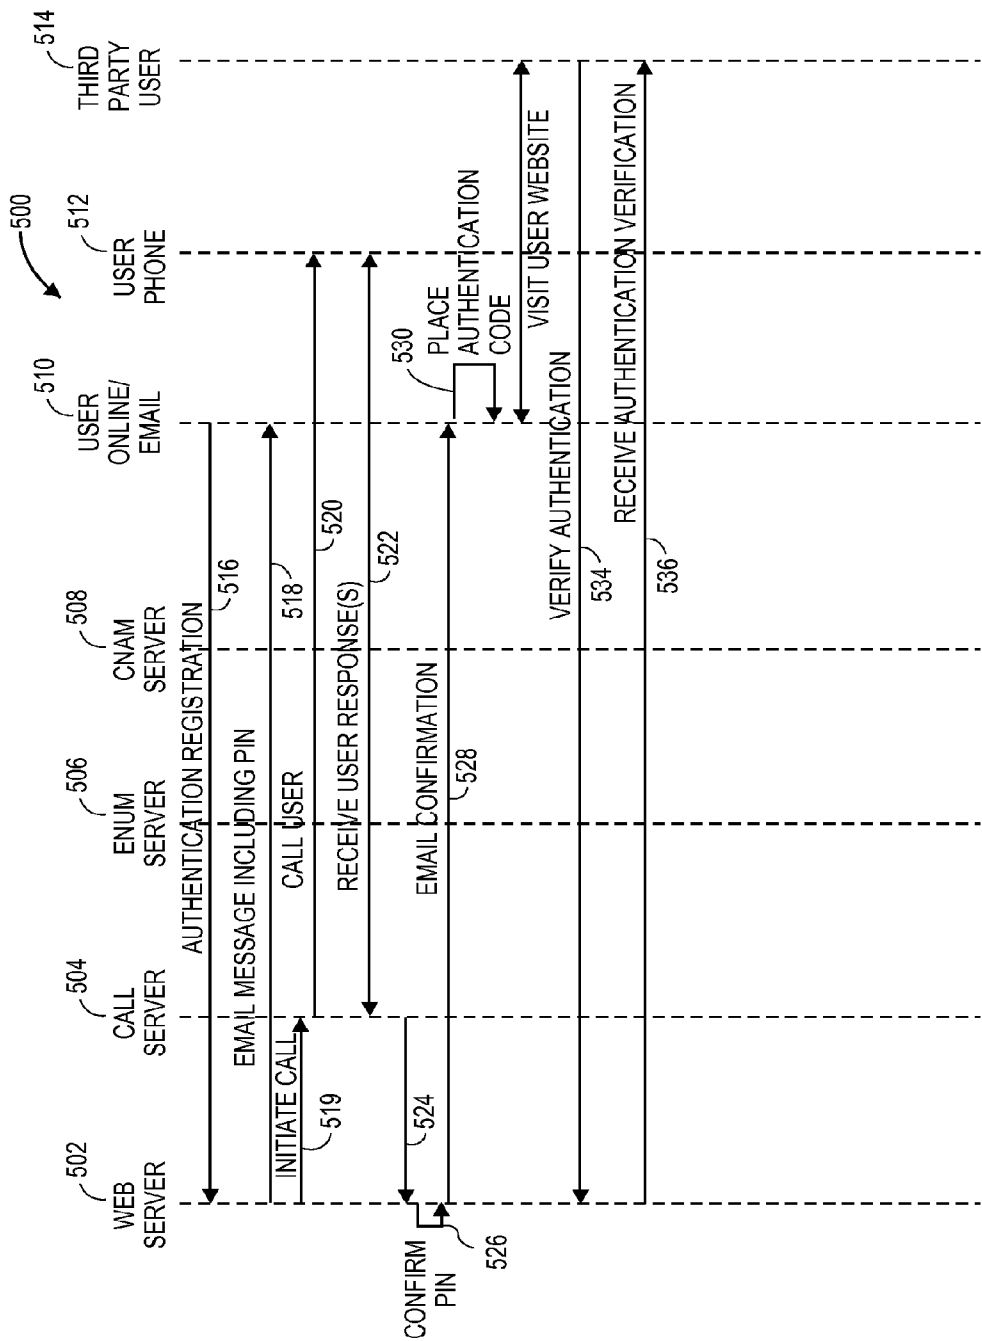 500
502
WEB
SERVER
504
CALL
SERVER
506
ENUM
SERVER
508
CNAM
SERVER
510
USER
ONLINE/
EMAIL
512
USER
PHONE
514
THIRD
PARTY
USER
AUTHENTICATION REGISTRATION
516
EMAIL MESSAGE INCLUDING PIN
518
INITIATE CALL
519
CALL USER
520
RECEIVE USER RESPONSE(S)
522
524
CONFIRM
PIN
526
EMAIL CONFIRMATION
528
530
PLACE
AUTHENTICATION
CODE
VISIT USER WEBSITE
VERIFY AUTHENTICATION
534
RECEIVE AUTHENTICATION VERIFICATION
536